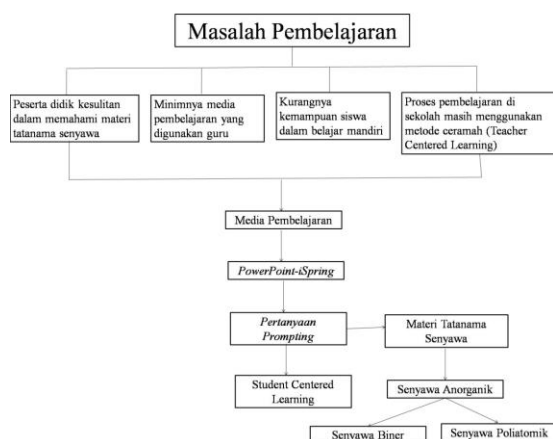 Masalah Pembelajaran
Peserta didik kesulitan
dalam memahami materi
tatanama senyawa
Minimnya media
pembelajaran yang
digunakan guru
Kurangnya
kemampuan siswa
dalam belajar mandiri
Proses pembelajaran di
sekolah masih menggunakan
metode ceramah (Teacher
Centered Learning)
Media Pembelajaran
PowerPoint-iSpring
Pertanyaan
Prompting
Materi Tatanama
Senyawa
Student Centered
Learning
Senyawa Anorganik
Senyawa Biner
Senyawa Poliatomik